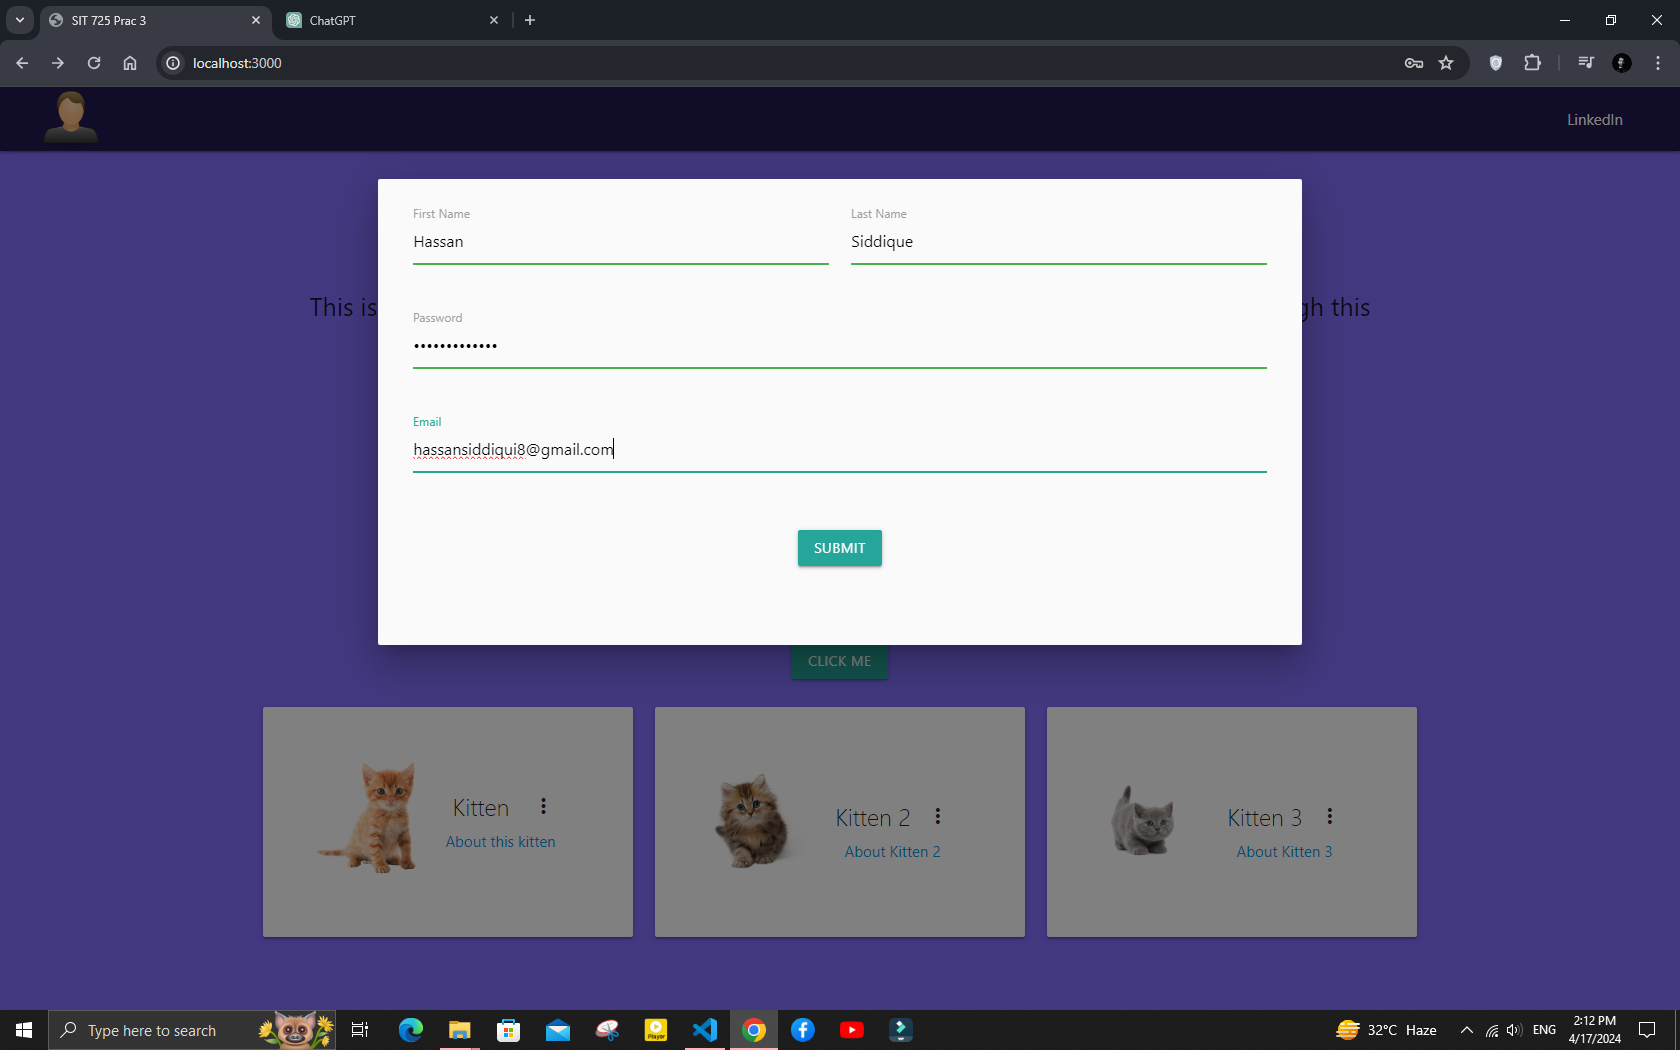 SIT 725 Prac 3
ChatGPT
localhost:3000
LinkedIn
First Name
Last Name
Hassan
Siddique
This is
gh this
Password
•••••••••••••
Email
hassansiddiqui8@gmail.com
SUBMIT
CLICK ME
Kitten
About this kitten
Kitten 2
About Kitten 2
Kitten 3
About Kitten 3
Type here to search
Player
32°C Haze
ENG
2:12 PM
4/17/2024